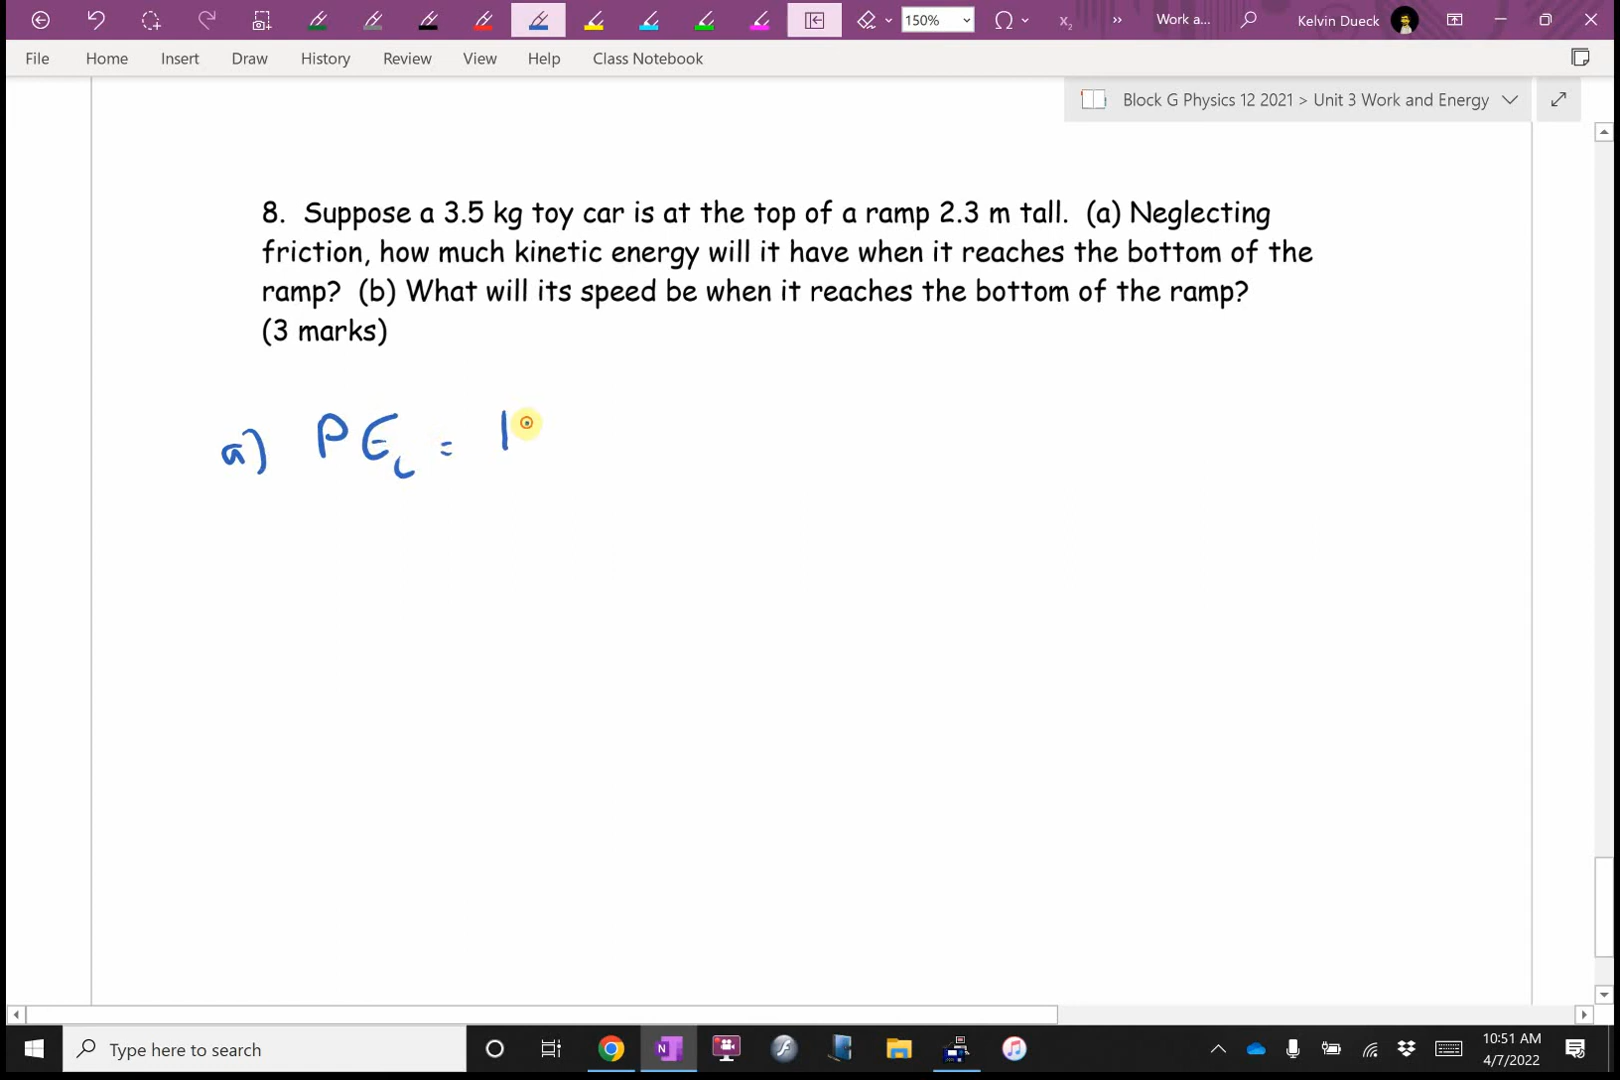 150%
Work a...
Kelvin Dueck
File Home Insert Draw History Review View Help Class Notebook
Block G Physics 12 2021 > Unit 3 Work and Energy
8. Suppose a 3.5 kg toy car is at the top of a ramp 2.3 m tall. (a) Neglecting
friction, how much kinetic energy will it have when it reaches the bottom of the
ramp? (b) What will its speed be when it reaches the bottom of the ramp?
(3 marks)
a) PEi =
Type here to search
10:51 AM
4/7/2022